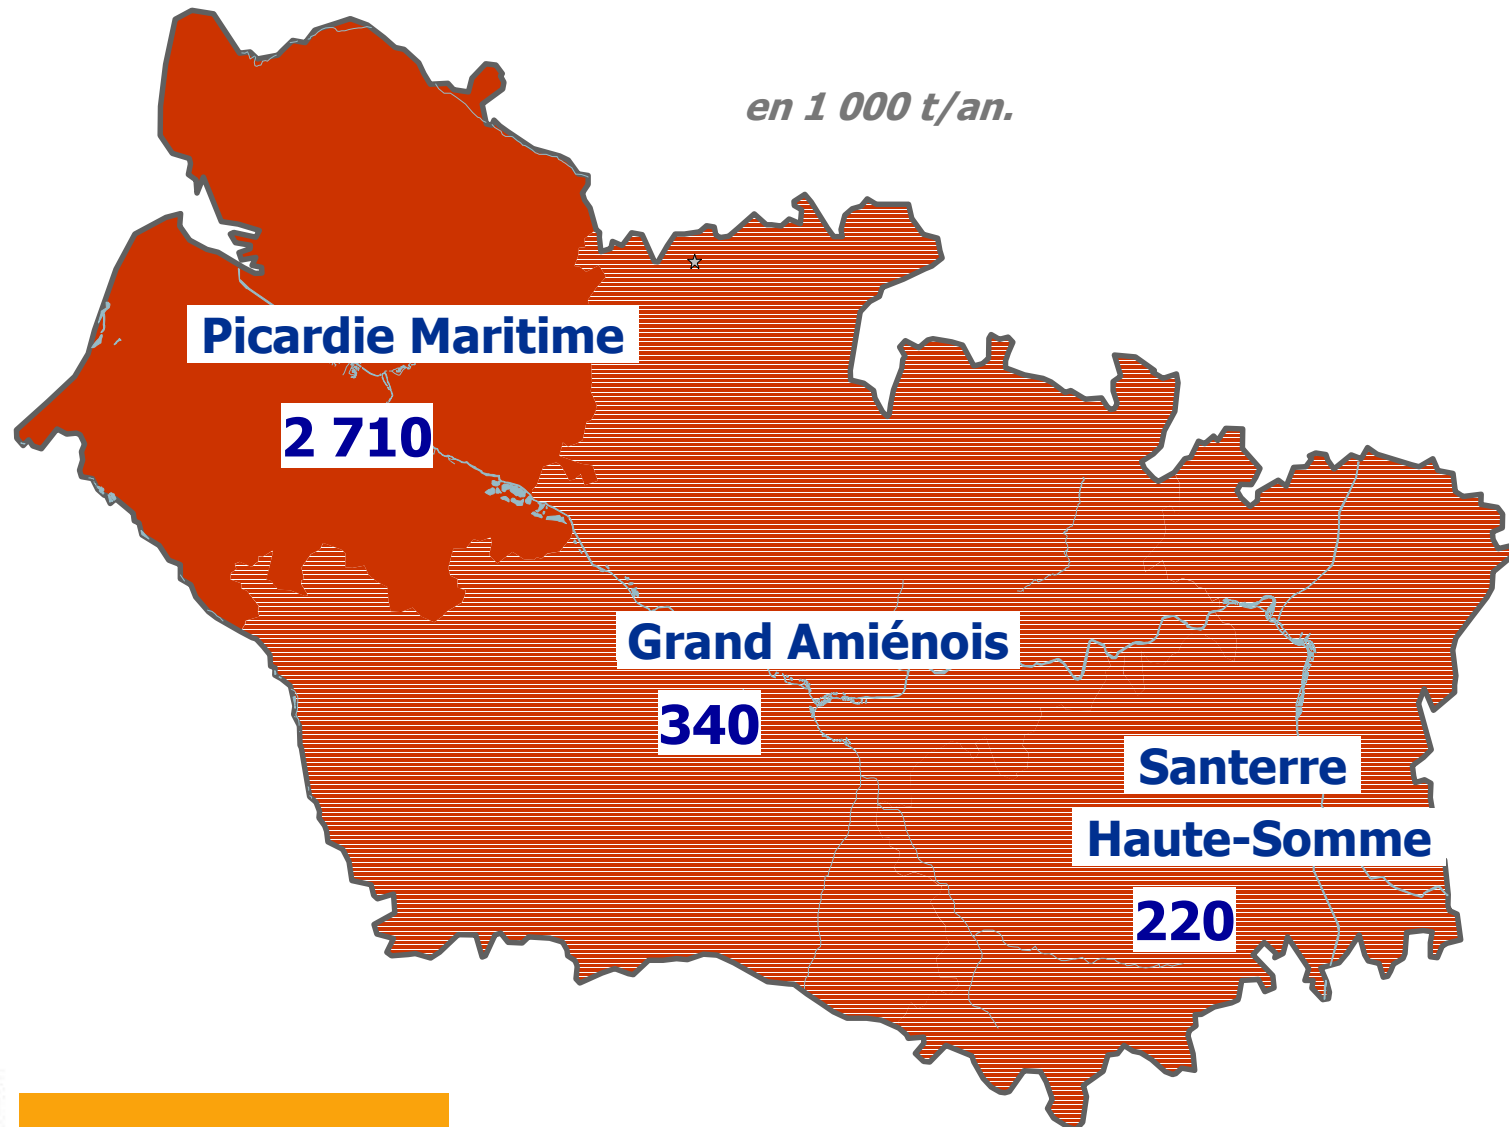 en 1 000 t/an.
Picardie Maritime
2 710
Grand Amiénois
340
Santerre
Haute-Somme
220